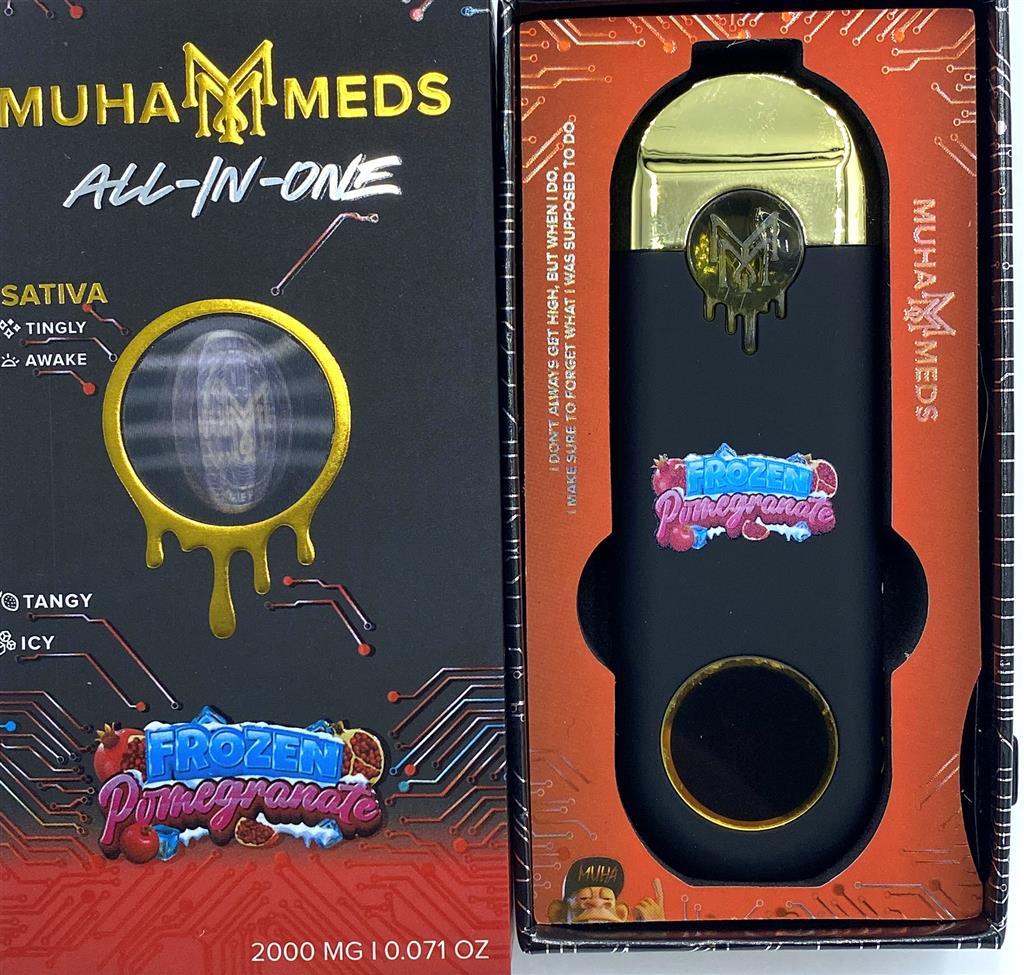 MUHA MEDS
ALL-IN-ONE
SATIVA
TINGLY
AWAKE
TANGY
ICY
FROZEN
Pomegranate
2000 MG | 0.071 OZ
I DON'T ALWAYS GET HIGH, BUT WHEN I DO,
I MAKE SURE TO FORGET WHAT I WAS SUPPOSED TO DO.
MUHA MEDS
FROZEN
Pomegranate
MUHA